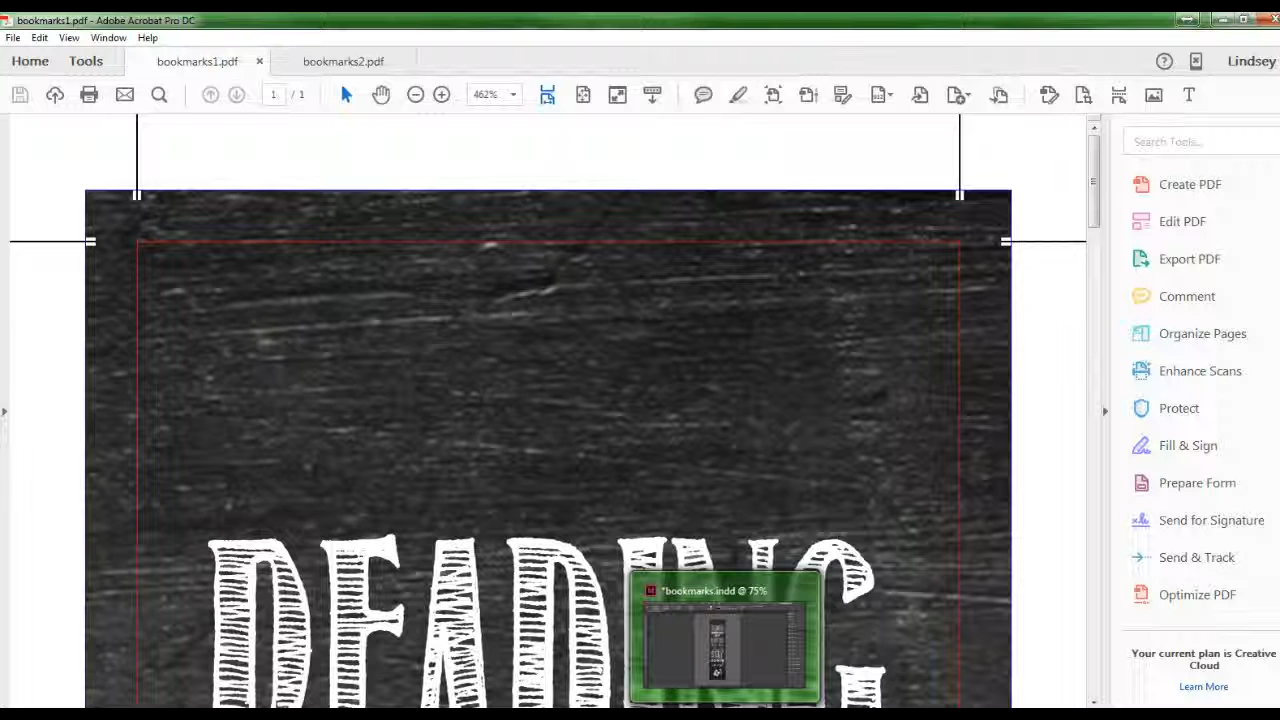 bookmarks1.pdf - Adobe Acrobat Pro DC
File Edit View Window Help
Home Tools bookmarks1.pdf × bookmarks2.pdf Lindsey
1 / 1 462%
Search Tools...
Create PDF
Edit PDF
Export PDF
Comment
Organize Pages
Enhance Scans
Protect
Fill & Sign
Prepare Form
Send for Signature
Send & Track
Optimize PDF
Your current plan is Creative
Cloud
Learn More
*bookmarks.indd @ 75%